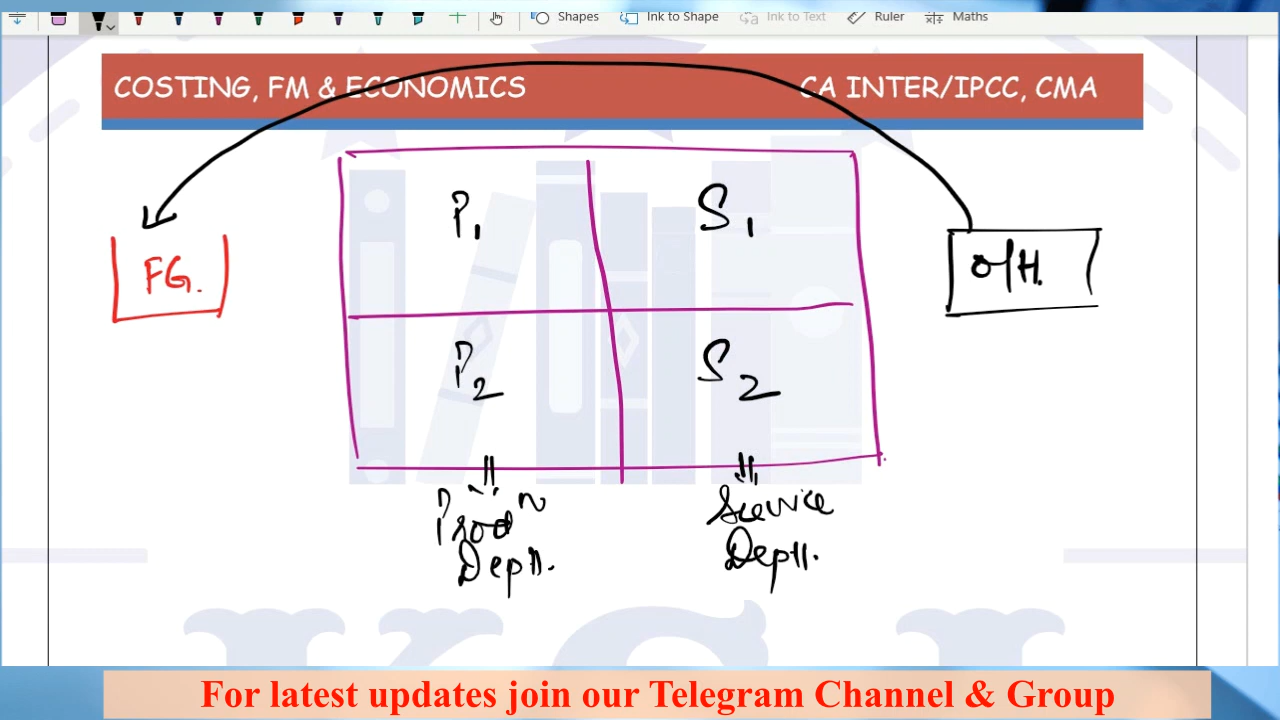 Shapes Ink to Shape Ink to Text Ruler Maths
COSTING, FM & ECONOMICS CA INTER/IPCC, CMA
P1 S1
FG. O/H.
P2 S2
Prodn Service
Deptt. Deptt.
For latest updates join our Telegram Channel & Group